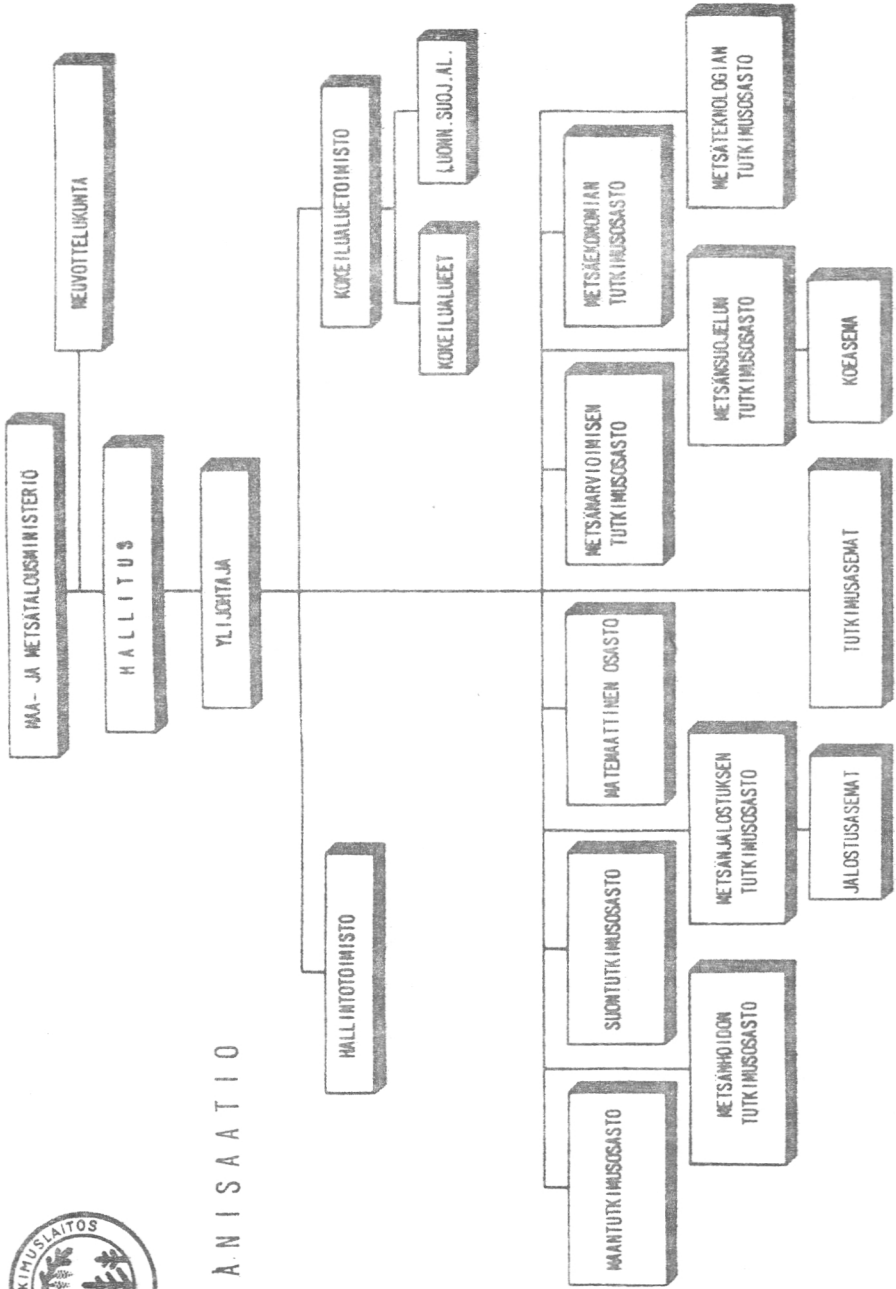 KIMUSLAITOS
ANISAATIO
MAA- JA METSÄTALOUSMINISTERIÖ
NEUVOTTELUKUNTA
HALLITUS
YLIJOHTAJA
HALLINTOTOIMISTO
KOKEILUALUETOIMISTO
KOKEILUALUEET
LUONN.SUOJ.AL.
MAANTUTKIMUSOSASTO
SUONTUTKIMUSOSASTO
MATEMAATTINEN OSASTO
METSÄNARVIOIMISEN
TUTKIMUSOSASTO
METSÄEKONOMIAN
TUTKIMUSOSASTO
METSÄNHOIDON
TUTKIMUSOSASTO
METSÄNJALOSTUKSEN
TUTKIMUSOSASTO
METSÄNSUOJELUN
TUTKIMUSOSASTO
METSÄTEKNOLOGIAN
TUTKIMUSOSASTO
JALOSTUSASEMAT
TUTKIMUSASEMAT
KOEASEMA